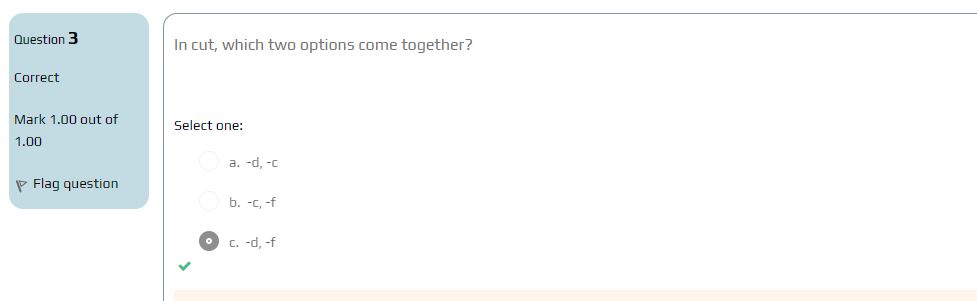 Question 3
Correct
Mark 1.00 out of
1.00
Flag question
In cut, which two options come together?
Select one:
a. -d, -c
b. -c, -f
c. -d, -f